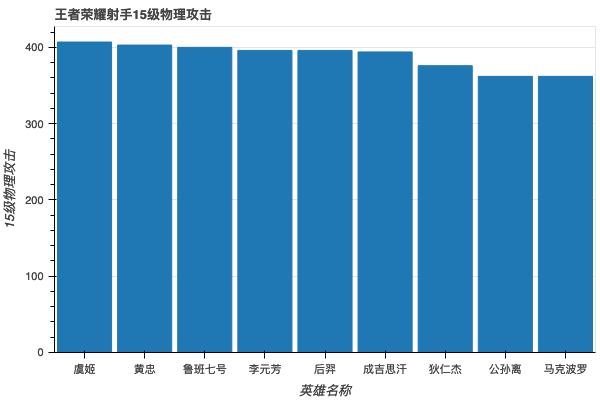 王者荣耀射手15级物理攻击
15级物理攻击
400
300
200
100
0
虞姬 黄忠 鲁班七号 李元芳 后羿 成吉思汗 狄仁杰 公孙离 马克波罗
英雄名称